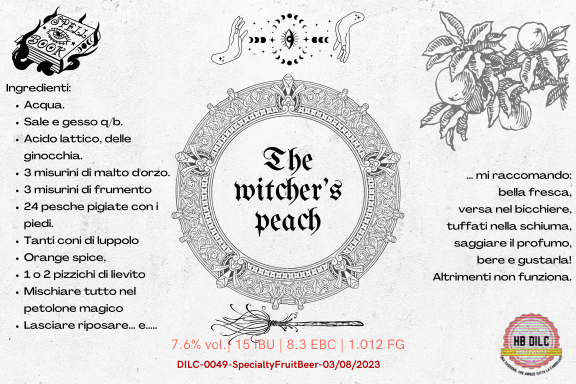 SPELL
BOOK
Ingredienti:
• Acqua.
• Sale e gesso q/b.
• Acido lattico, delle
ginocchia.
• 3 misurini di malto d'orzo.
• 3 misurini di frumento
• 24 pesche pigiate con i
piedi.
• Tanti coni di luppolo
• Orange spice,
• 1 o 2 pizzichi di lievito
• Mischiare tutto nel
petolone magico
• Lasciare riposare... e.....
The
witcher's
peach
... mi raccomando:
bella fresca,
versa nel bicchiere,
tuffati nella schiuma,
saggiare il profumo,
bere e gustarla!
Altrimenti non funziona.
7.6% vol.| 15 IBU | 8.3 EBC | 1.012 FG
DILC-0049-SpecialtyFruitBeer-03/08/2023
HB DILC